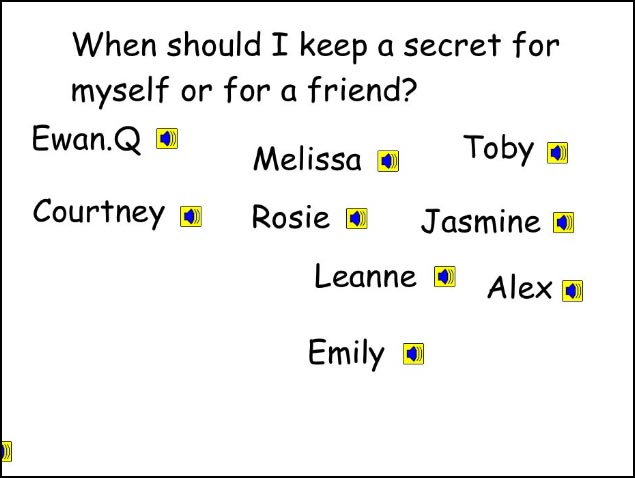 When should I keep a secret for
myself or for a friend?
Ewan.Q
Melissa
Toby
Courtney
Rosie
Jasmine
Leanne
Alex
Emily